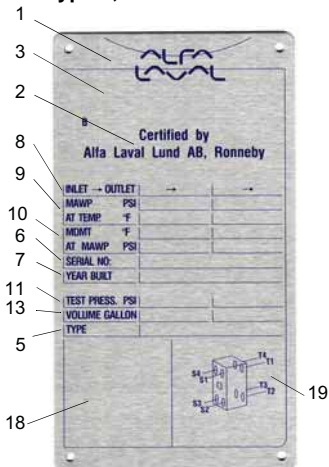 1
3
2
8
9
10
6
7
11
13
5
18
19
ALFA
LAVAL
Certified by
Alfa Laval Lund AB, Ronneby
INLET → OUTLET → →
MAWP PSI
AT TEMP. °F
MDMT °F
AT MAWP PSI
SERIAL NO:
YEAR BUILT
TEST PRESS. PSI
VOLUME GALLON
TYPE
S4 T4
S1 T1
S3 T3
S2 T2